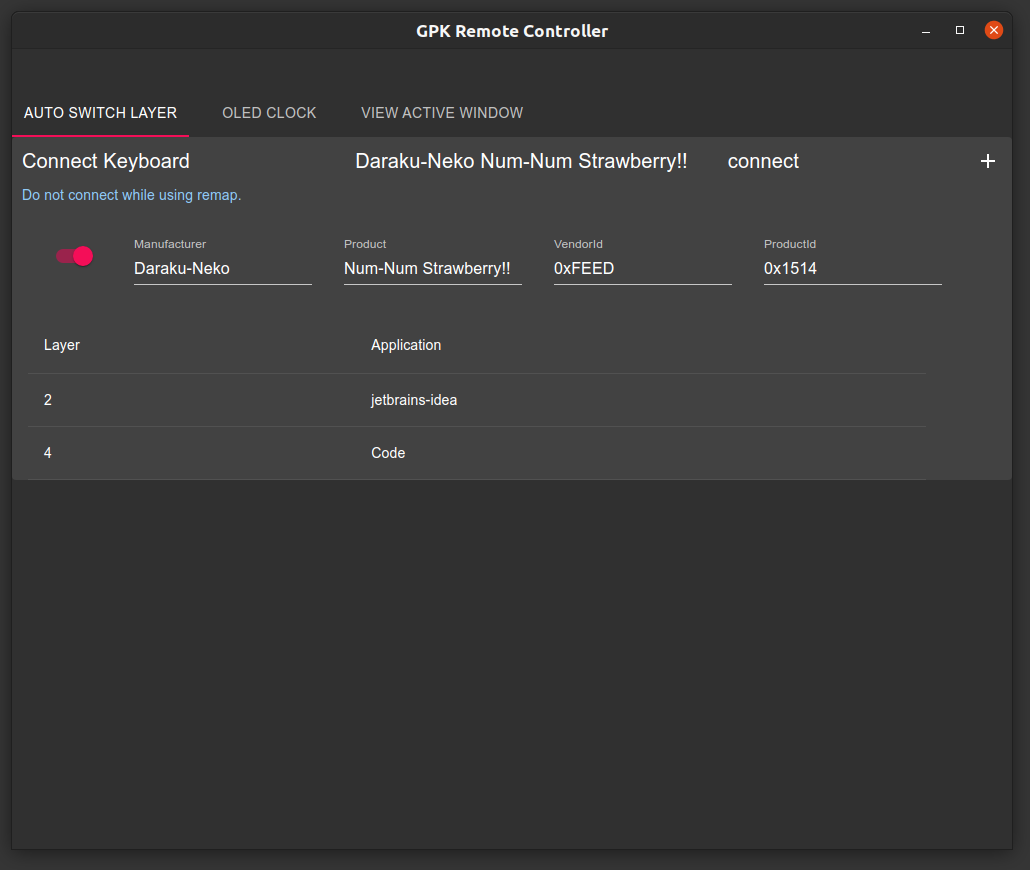 GPK Remote Controller
AUTO SWITCH LAYER OLED CLOCK VIEW ACTIVE WINDOW
Connect Keyboard Daraku-Neko Num-Num Strawberry!! connect
Do not connect while using remap.
Manufacturer Product VendorId ProductId
Daraku-Neko Num-Num Strawberry!! 0xFEED 0x1514
Layer Application
2 jetbrains-idea
4 Code